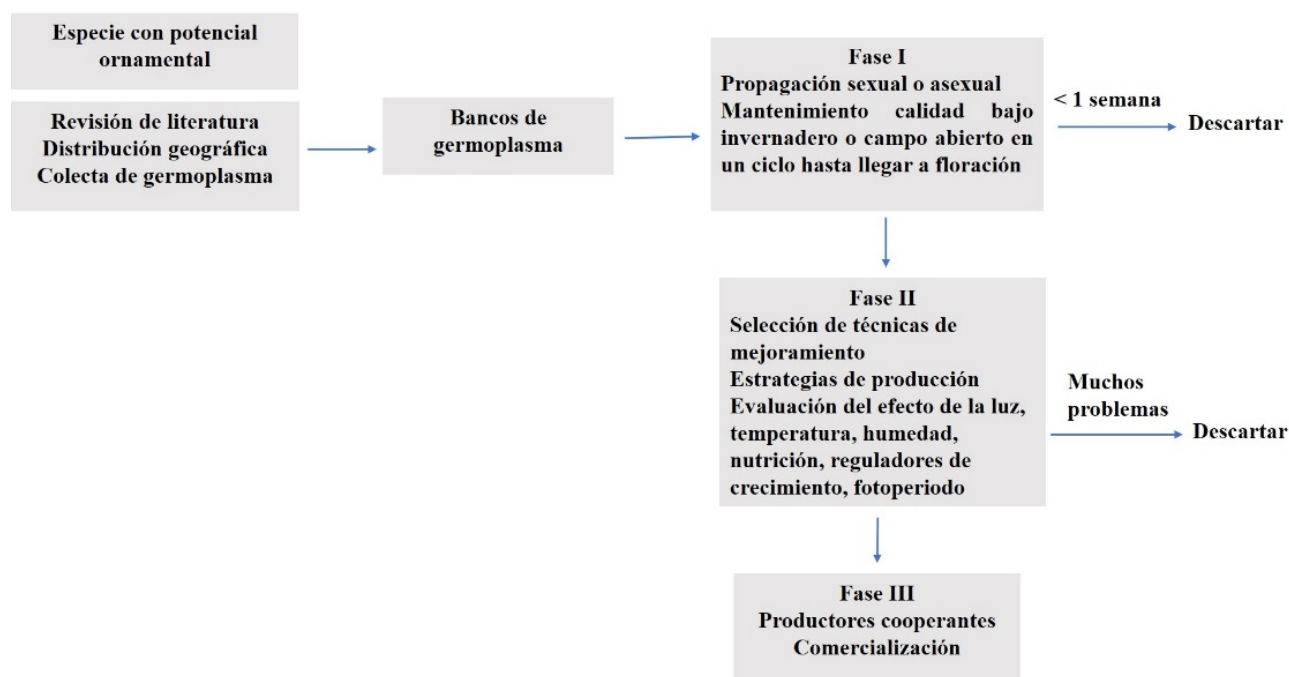 Especie con potencial
ornamental
Revisión de literatura
Distribución geográfica
Colecta de germoplasma
Bancos de
germoplasma
Fase I
Propagación sexual o asexual
Mantenimiento calidad bajo
invernadero o campo abierto en
un ciclo hasta llegar a floración
< 1 semana
Descartar
Fase II
Selección de técnicas de
mejoramiento
Estrategias de producción
Evaluación del efecto de la luz,
temperatura, humedad,
nutrición, reguladores de
crecimiento, fotoperiodo
Muchos
problemas
Descartar
Fase III
Productores cooperantes
Comercialización